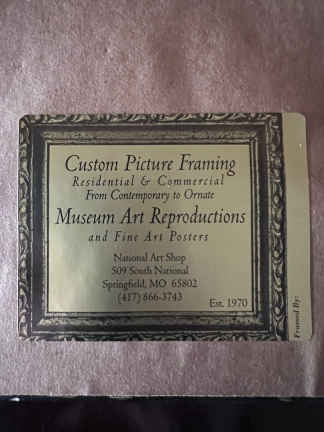 Custom Picture Framing
Residential & Commercial
From Contemporary to Ornate
Museum Art Reproductions
and Fine Art Posters
National Art Shop
509 South National
Springfield, MO 65802
(417) 866-3743
Est. 1970
Framed By: